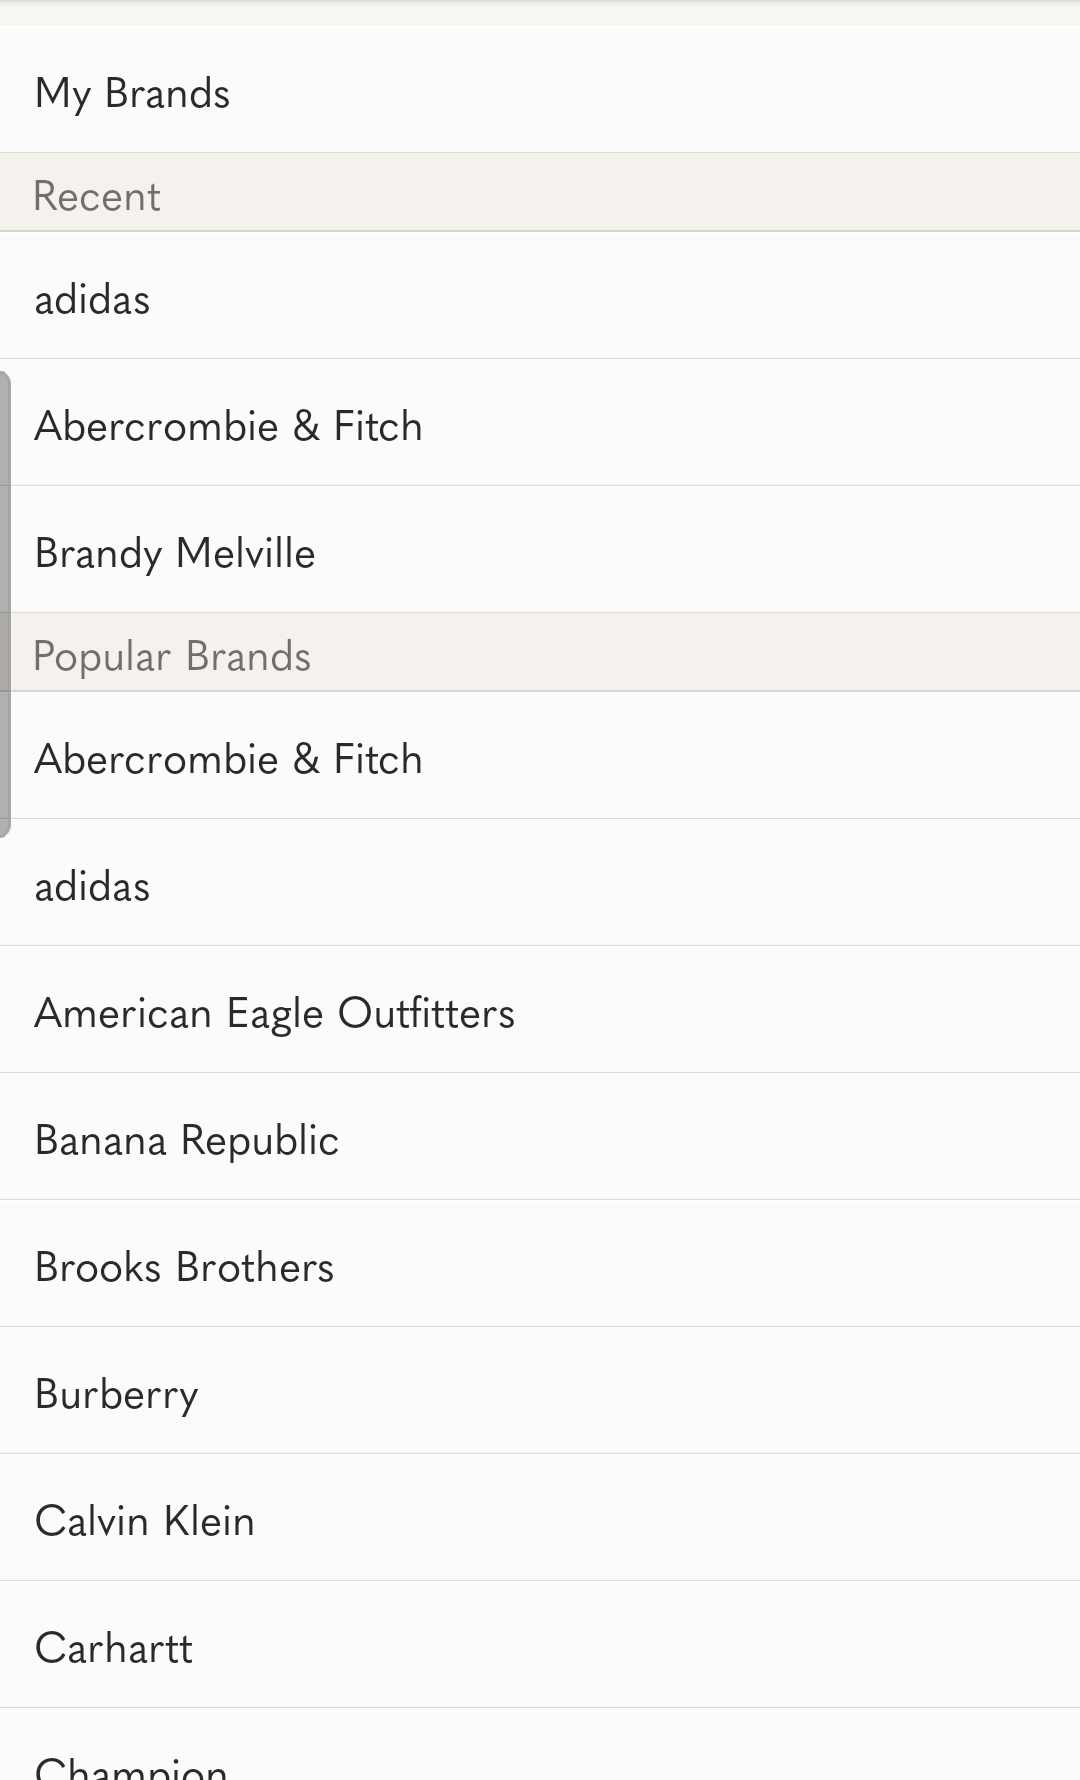 My Brands
Recent
adidas
Abercrombie & Fitch
Brandy Melville
Popular Brands
Abercrombie & Fitch
adidas
American Eagle Outfitters
Banana Republic
Brooks Brothers
Burberry
Calvin Klein
Carhartt
Champion